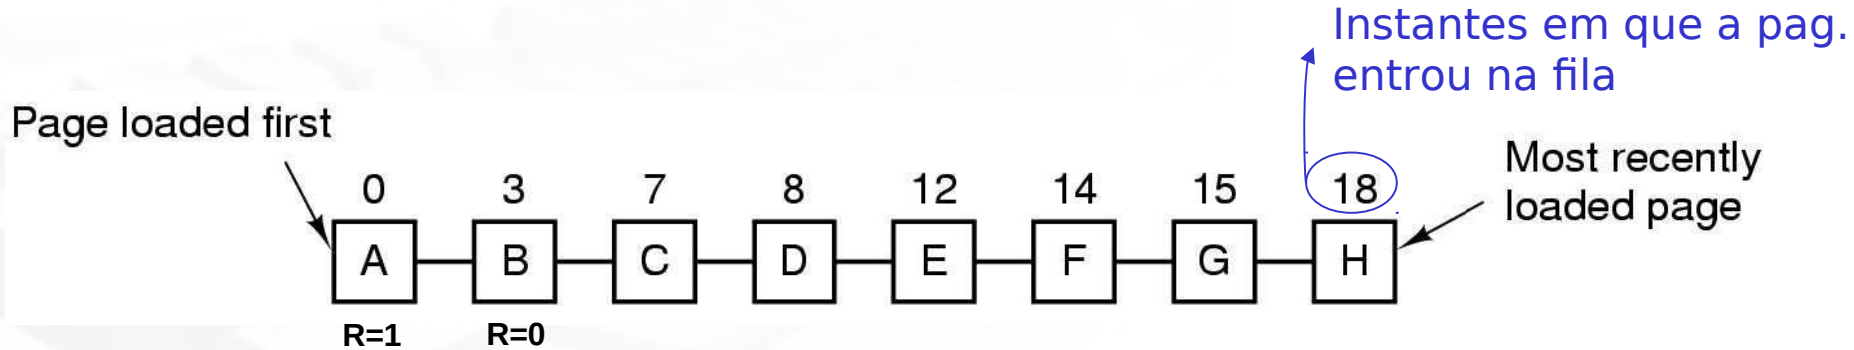 Instantes em que a pag.
entrou na fila
Page loaded first
Most recently
loaded page
0 3 7 8 12 14 15 18
A B C D E F G H
R=1 R=0